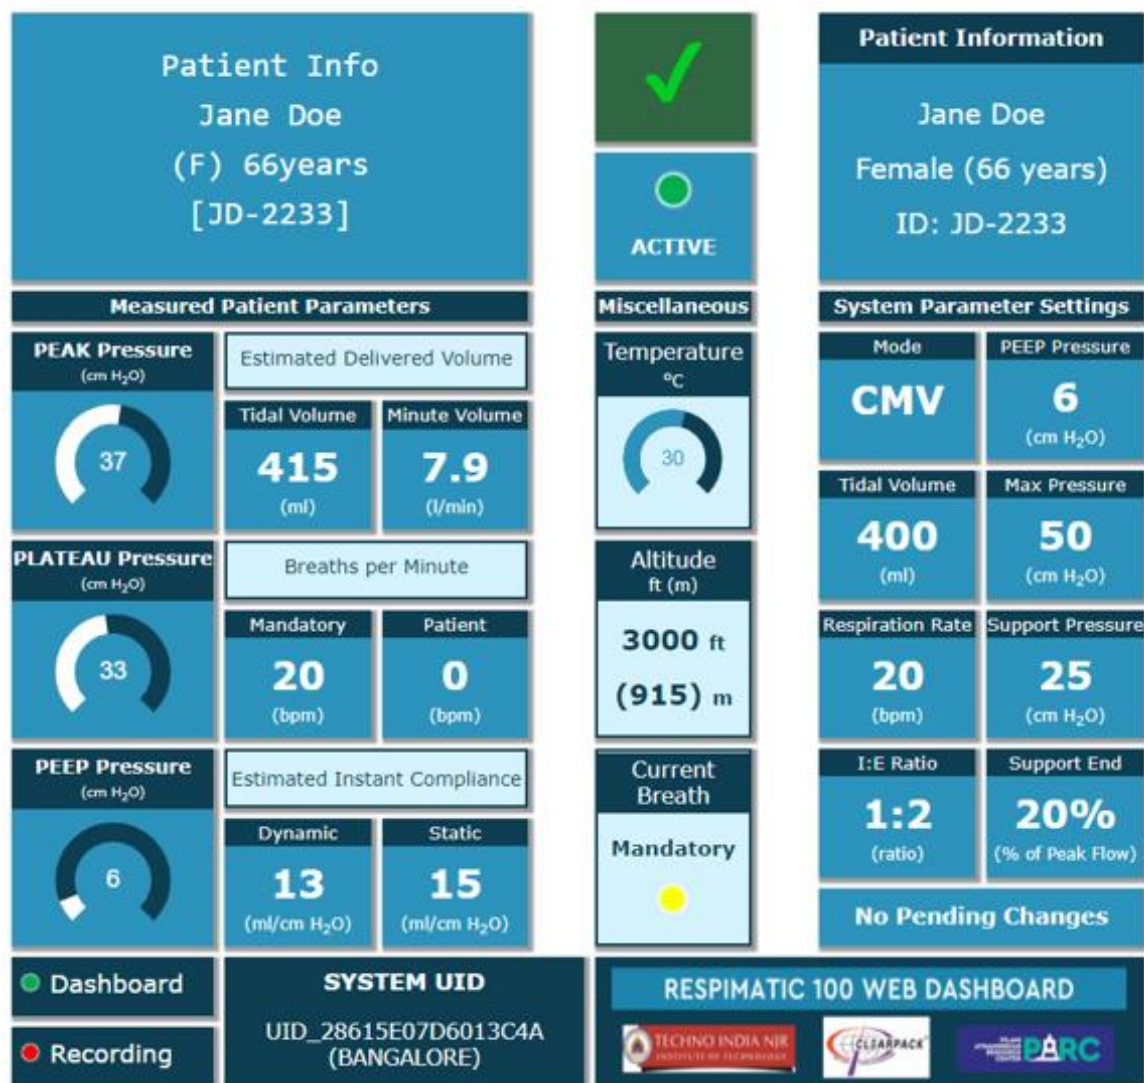 Patient Info
Jane Doe
(F) 66years
[JD-2233]
✓
ACTIVE
Patient Information
Jane Doe
Female (66 years)
ID: JD-2233
Measured Patient Parameters
PEAK Pressure
(cm H₂O)
37
Estimated Delivered Volume
Tidal Volume
415
(ml)
Minute Volume
7.9
(l/min)
PLATEAU Pressure
(cm H₂O)
33
Breaths per Minute
Mandatory
20
(bpm)
Patient
0
(bpm)
PEEP Pressure
(cm H₂O)
6
Estimated Instant Compliance
Dynamic
13
(ml/cm H₂O)
Static
15
(ml/cm H₂O)
Miscellaneous
Temperature
ºC
30
Altitude
ft (m)
3000 ft
(915) m
Current
Breath
Mandatory
System Parameter Settings
Mode
CMV
PEEP Pressure
6
(cm H₂O)
Tidal Volume
400
(ml)
Max Pressure
50
(cm H₂O)
Respiration Rate
20
(bpm)
Support Pressure
25
(cm H₂O)
I:E Ratio
1:2
(ratio)
Support End
20%
(% of Peak Flow)
No Pending Changes
Dashboard
Recording
SYSTEM UID
UID_28615E07D6013C4A
(BANGALORE)
RESPIMATIC 100 WEB DASHBOARD
TECHNO INDIA NJR
INSTITUTE OF TECHNOLOGY
CLEARPACK
PARC